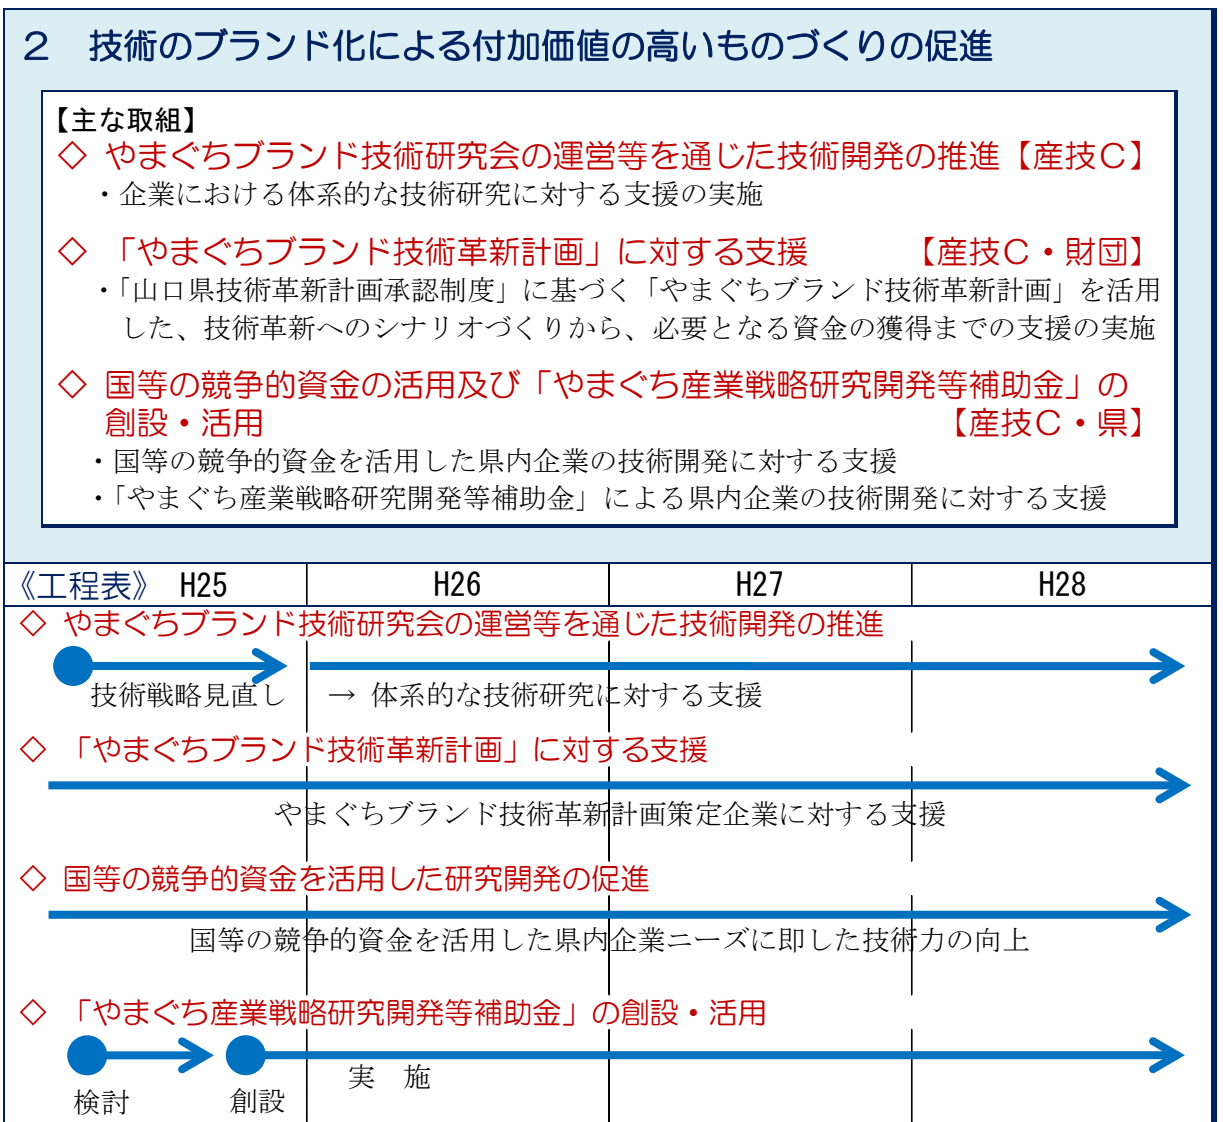 ２　技術のブランド化による付加価値の高いものづくりの促進
【主な取組】
◇ やまぐちブランド技術研究会の運営等を通じた技術開発の推進【産技Ｃ】
・企業における体系的な技術研究に対する支援の実施
◇ 「やまぐちブランド技術革新計画」に対する支援　【産技Ｃ・財団】
・「山口県技術革新計画承認制度」に基づく「やまぐちブランド技術革新計画」を活用
した、技術革新へのシナリオづくりから、必要となる資金の獲得までの支援の実施
◇ 国等の競争的資金の活用及び「やまぐち産業戦略研究開発等補助金」の
創設・活用　【産技Ｃ・県】
・国等の競争的資金を活用した県内企業の技術開発に対する支援
・「やまぐち産業戦略研究開発等補助金」による県内企業の技術開発に対する支援
《工程表》 H25 H26 H27 H28
◇ やまぐちブランド技術研究会の運営等を通じた技術開発の推進
技術戦略見直し → 体系的な技術研究に対する支援
◇ 「やまぐちブランド技術革新計画」に対する支援
やまぐちブランド技術革新計画策定企業に対する支援
◇ 国等の競争的資金を活用した研究開発の促進
国等の競争的資金を活用した県内企業ニーズに即した技術力の向上
◇ 「やまぐち産業戦略研究開発等補助金」の創設・活用
実　施
検討 創設